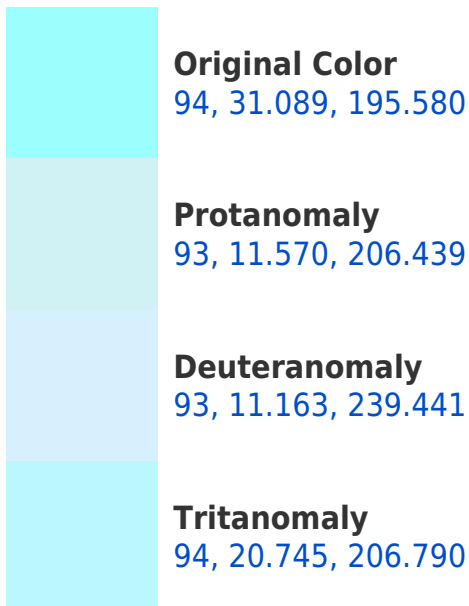 Original Color
94, 31.089, 195.580
Protanomaly
93, 11.570, 206.439
Deuteranomaly
93, 11.163, 239.441
Tritanomaly
94, 20.745, 206.790